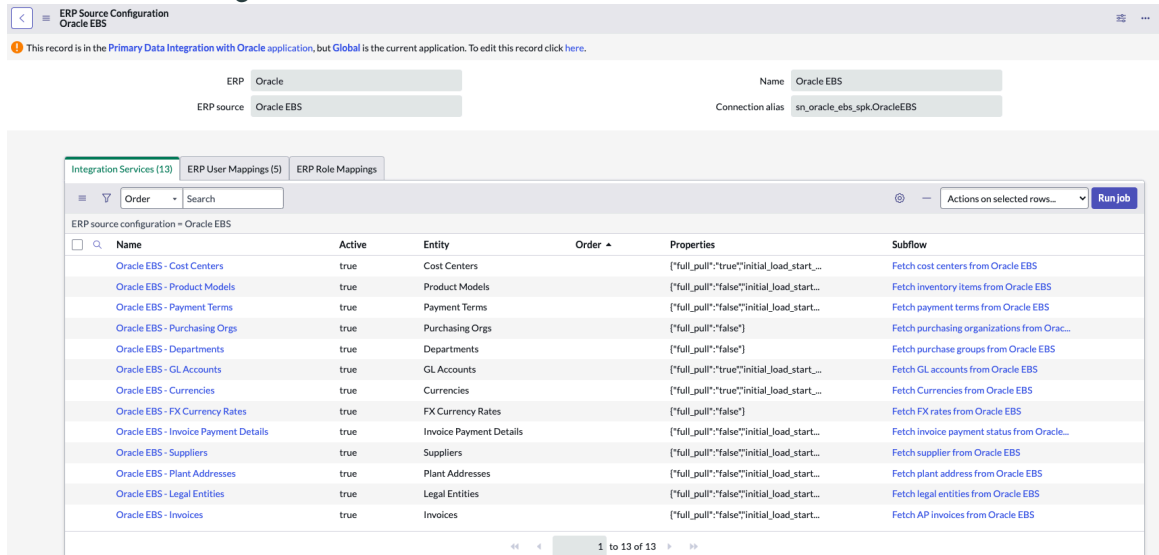 ERP Source Configuration
Oracle EBS
This record is in the Primary Data Integration with Oracle application, but Global is the current application. To edit this record click here.
ERP Oracle
Name Oracle EBS
ERP source Oracle EBS
Connection alias sn_oracle_ebs_spk.OracleEBS
Integration Services (13) ERP User Mappings (5) ERP Role Mappings
Order Search Actions on selected rows... Run job
ERP source configuration = Oracle EBS
Name Active Entity Order Properties Subflow
Oracle EBS - Cost Centers true Cost Centers {"full_pull":"true","initial_load_start_... Fetch cost centers from Oracle EBS
Oracle EBS - Product Models true Product Models {"full_pull":"false","initial_load_start... Fetch inventory items from Oracle EBS
Oracle EBS - Payment Terms true Payment Terms {"full_pull":"false","initial_load_start... Fetch payment terms from Oracle EBS
Oracle EBS - Purchasing Orgs true Purchasing Orgs {"full_pull":"false"} Fetch purchasing organizations from Orac...
Oracle EBS - Departments true Departments {"full_pull":"false"} Fetch purchase groups from Oracle EBS
Oracle EBS - GL Accounts true GL Accounts {"full_pull":"true","initial_load_start_... Fetch GL accounts from Oracle EBS
Oracle EBS - Currencies true Currencies {"full_pull":"true","initial_load_start_... Fetch Currencies from Oracle EBS
Oracle EBS - FX Currency Rates true FX Currency Rates {"full_pull":"false"} Fetch FX rates from Oracle EBS
Oracle EBS - Invoice Payment Details true Invoice Payment Details {"full_pull":"false","initial_load_start... Fetch invoice payment status from Oracle...
Oracle EBS - Suppliers true Suppliers {"full_pull":"false","initial_load_start... Fetch supplier from Oracle EBS
Oracle EBS - Plant Addresses true Plant Addresses {"full_pull":"false","initial_load_start... Fetch plant address from Oracle EBS
Oracle EBS - Legal Entities true Legal Entities {"full_pull":"false","initial_load_start... Fetch legal entities from Oracle EBS
Oracle EBS - Invoices true Invoices {"full_pull":"false","initial_load_start... Fetch AP invoices from Oracle EBS
1 to 13 of 13